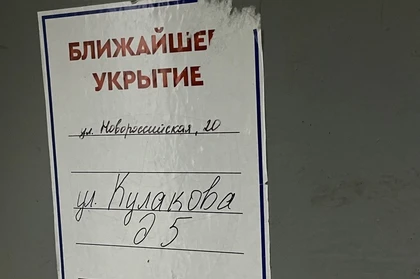 БЛИЖАЙШЕЕ
УКРЫТИЕ
ул. Новороссийская, 20
ул. Кулакова
д 5